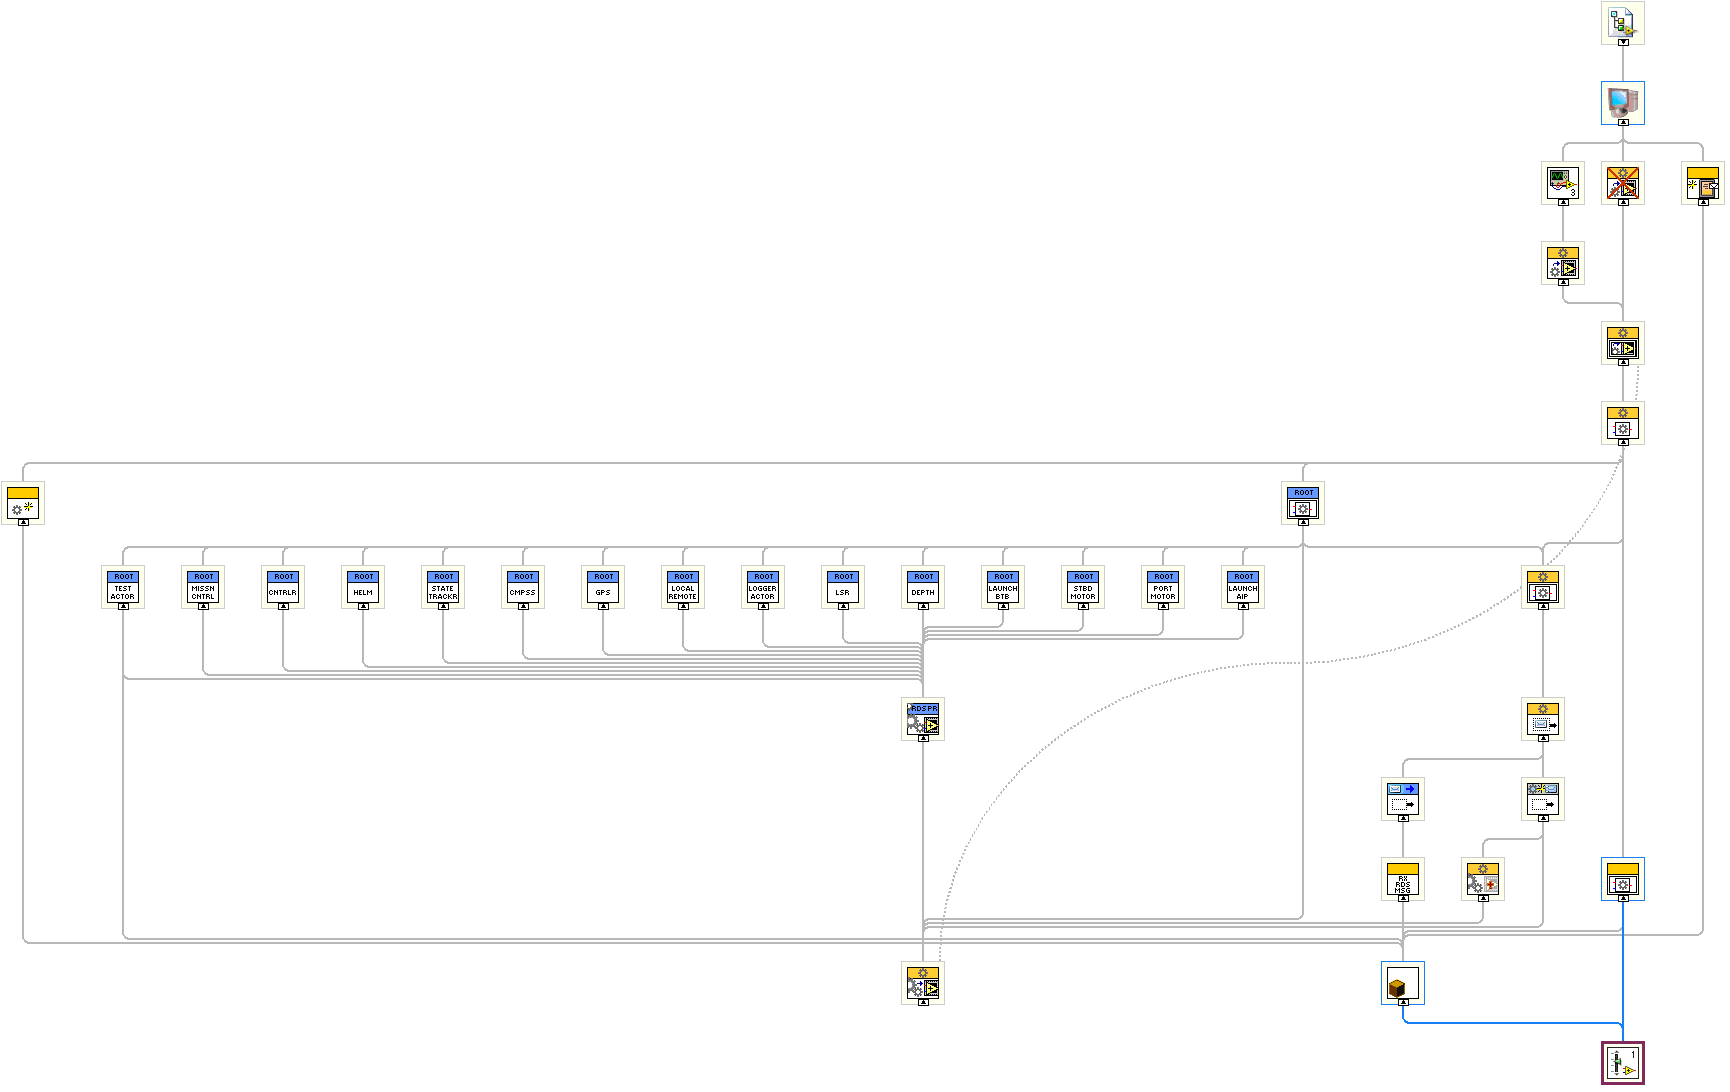 3
ROOT
ROOT
TEST
ACTOR
ROOT
MISSN
CNTRL
ROOT
CNTRLR
ROOT
HELM
ROOT
STATE
TRACKR
ROOT
CMPSS
ROOT
GPS
ROOT
LOCAL
REMOTE
ROOT
LOGGER
ACTOR
ROOT
LSR
ROOT
DEPTH
ROOT
LAUNCH
BTB
ROOT
STBD
MOTOR
ROOT
PORT
MOTOR
ROOT
LAUNCH
AIP
RDSPR
RX
RDS
MSG
1